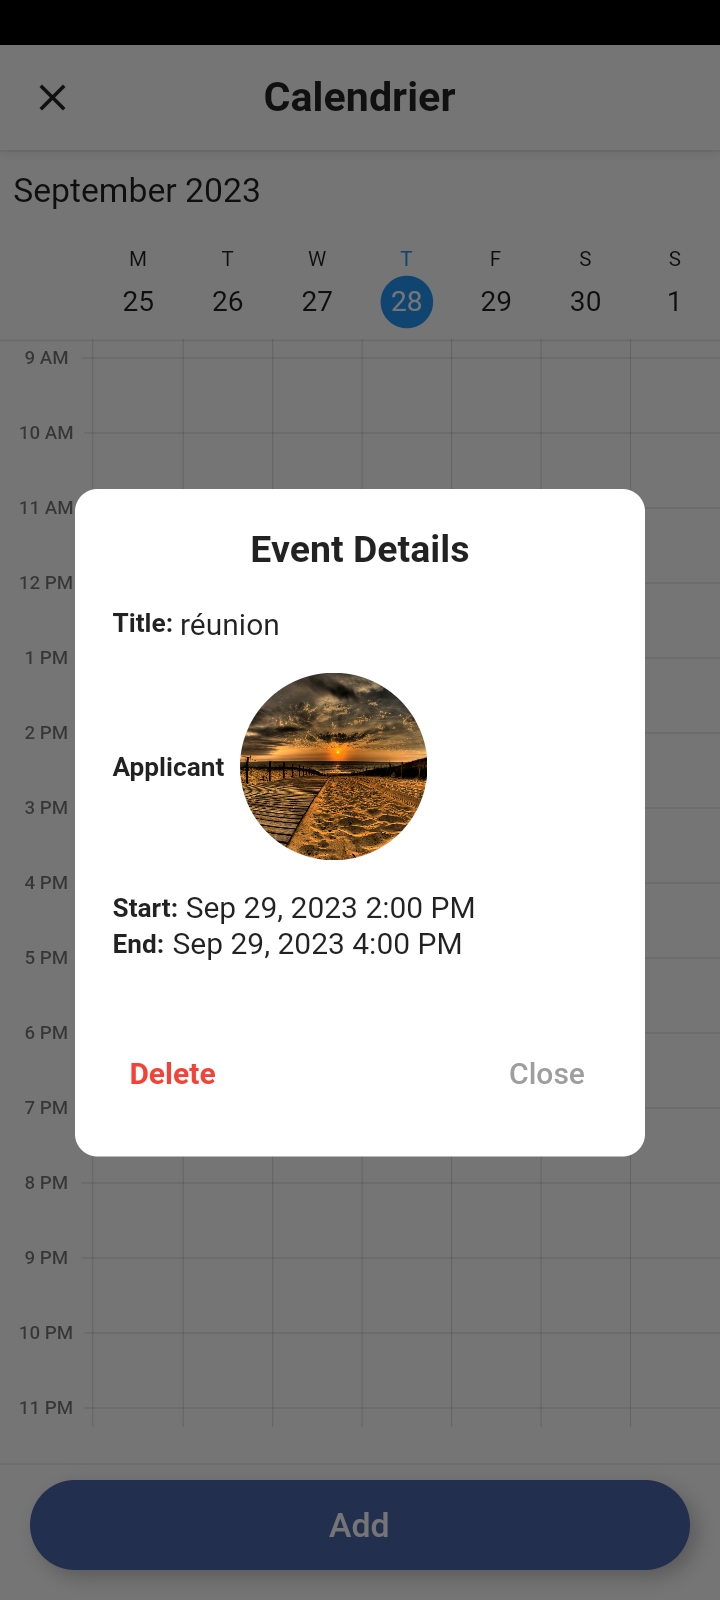 Calendrier
September 2023
M T W T F S S
25 26 27 28 29 30 1
9 AM
10 AM
11 AM
Event Details
12 PM
Title: réunion
1 PM
2 PM
Applicant
3 PM
4 PM
Start: Sep 29, 2023 2:00 PM
End: Sep 29, 2023 4:00 PM
5 PM
6 PM
Delete Close
7 PM
8 PM
9 PM
10 PM
11 PM
Add